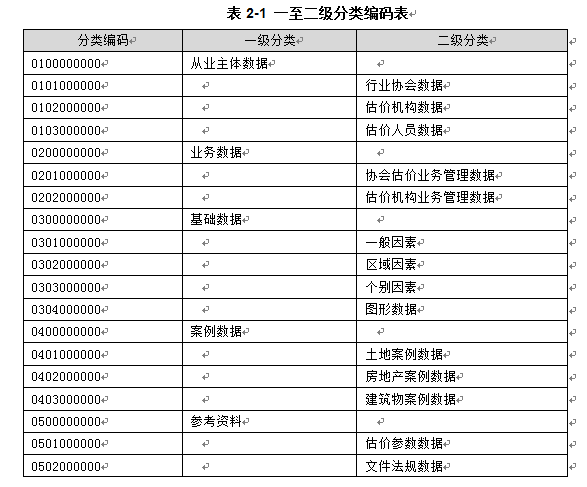 表 2-1 一至二级分类编码表
分类编码 一级分类 二级分类
0100000000 从业主体数据
0101000000 行业协会数据
0102000000 估价机构数据
0103000000 估价人员数据
0200000000 业务数据
0201000000 协会估价业务管理数据
0202000000 估价机构业务管理数据
0300000000 基础数据
0301000000 一般因素
0302000000 区域因素
0303000000 个别因素
0304000000 图形数据
0400000000 案例数据
0401000000 土地案例数据
0402000000 房地产案例数据
0403000000 建筑物案例数据
0500000000 参考资料
0501000000 估价参数数据
0502000000 文件法规数据